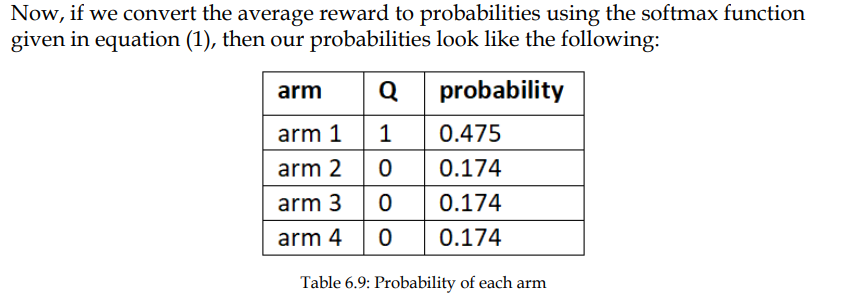 Now, if we convert the average reward to probabilities using the softmax function
given in equation (1), then our probabilities look like the following:
arm Q probability
arm 1 1 0.475
arm 2 0 0.174
arm 3 0 0.174
arm 4 0 0.174
Table 6.9: Probability of each arm